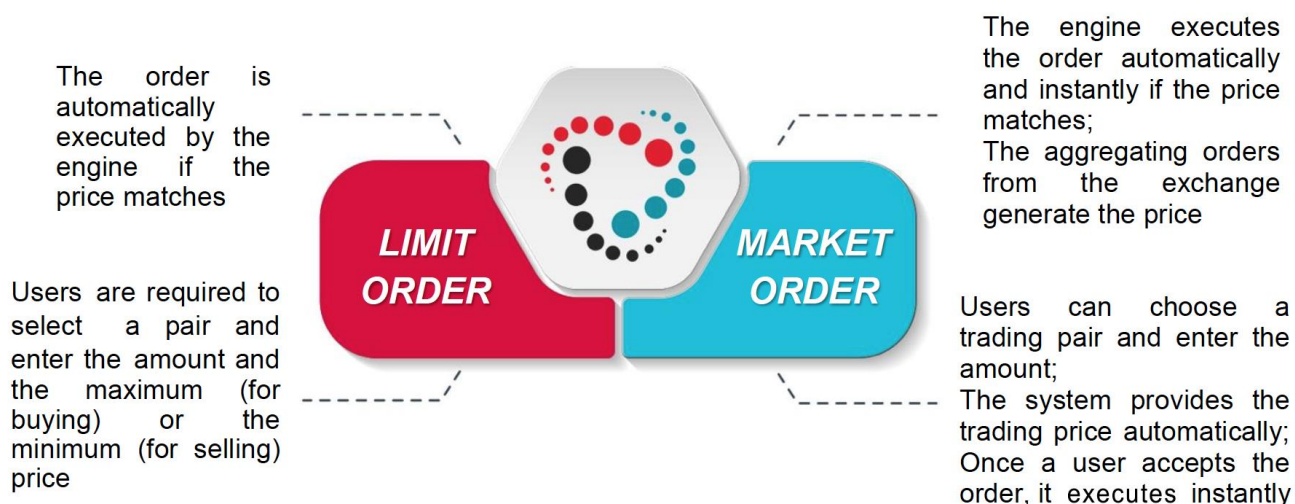 The order is
automatically
executed by the
engine if the
price matches
Users are required to
select a pair and
enter the amount and
the maximum (for
buying) or the
minimum (for selling)
price
LIMIT
ORDER
MARKET
ORDER
The engine executes
the order automatically
and instantly if the price
matches;
The aggregating orders
from the exchange
generate the price
Users can choose a
trading pair and enter the
amount;
The system provides the
trading price automatically;
Once a user accepts the
order, it executes instantly